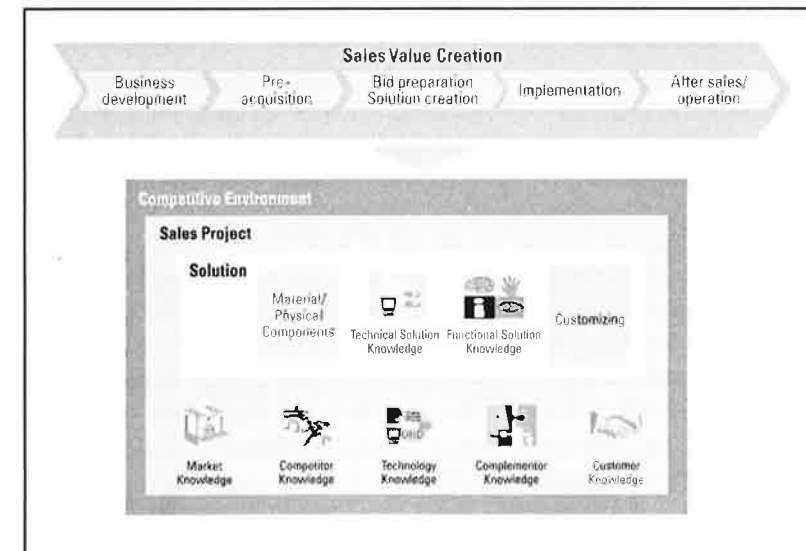 Sales Value Creation
Business
development
Pre-
acquisition
Bid preparation
Solution creation
Implementation
After sales/
operation
Competitive Environment
Sales Project
Solution
Material/
Physical
Components
Technical Solution
Knowledge
Functional Solution
Knowledge
Customizing
Market
Knowledge
Competitor
Knowledge
Technology
Knowledge
Complementor
Knowledge
Customer
Knowledge